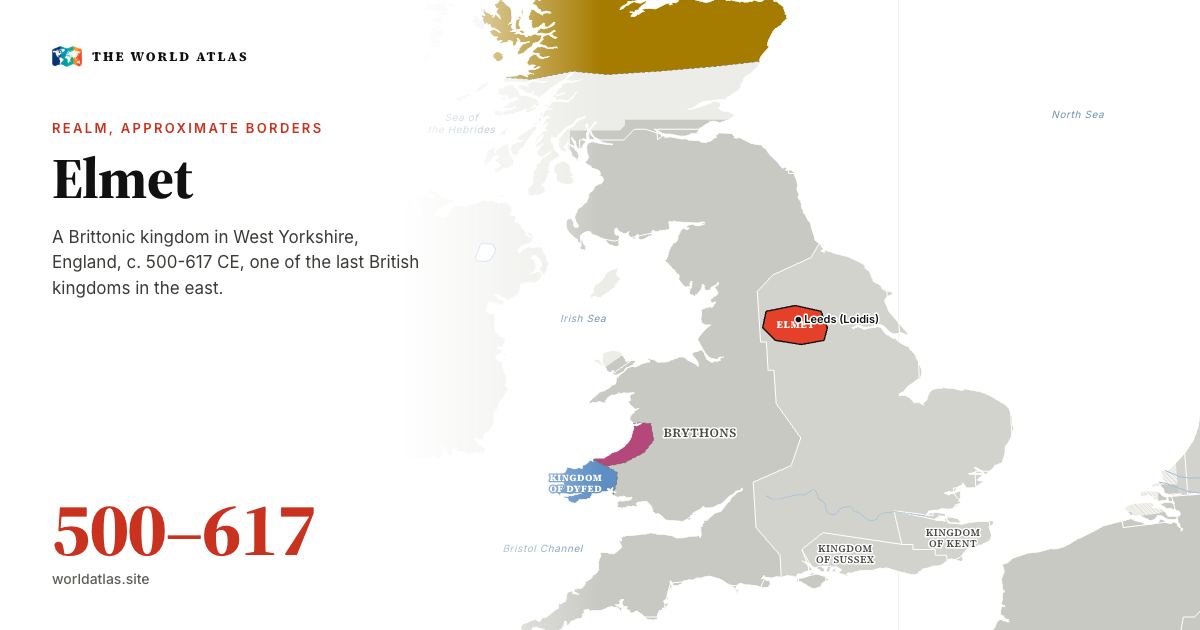 THE WORLD ATLAS
REALM, APPROXIMATE BORDERS
Elmet
A Brittonic kingdom in West Yorkshire,
England, c. 500-617 CE, one of the last British
kingdoms in the east.
500–617
worldatlas.site
Sea of
the Hebrides
North Sea
Irish Sea
ELMET
Leeds (Loidis)
BRYTHONS
KINGDOM
OF DYFED
Bristol Channel
KINGDOM
OF SUSSEX
KINGDOM
OF KENT